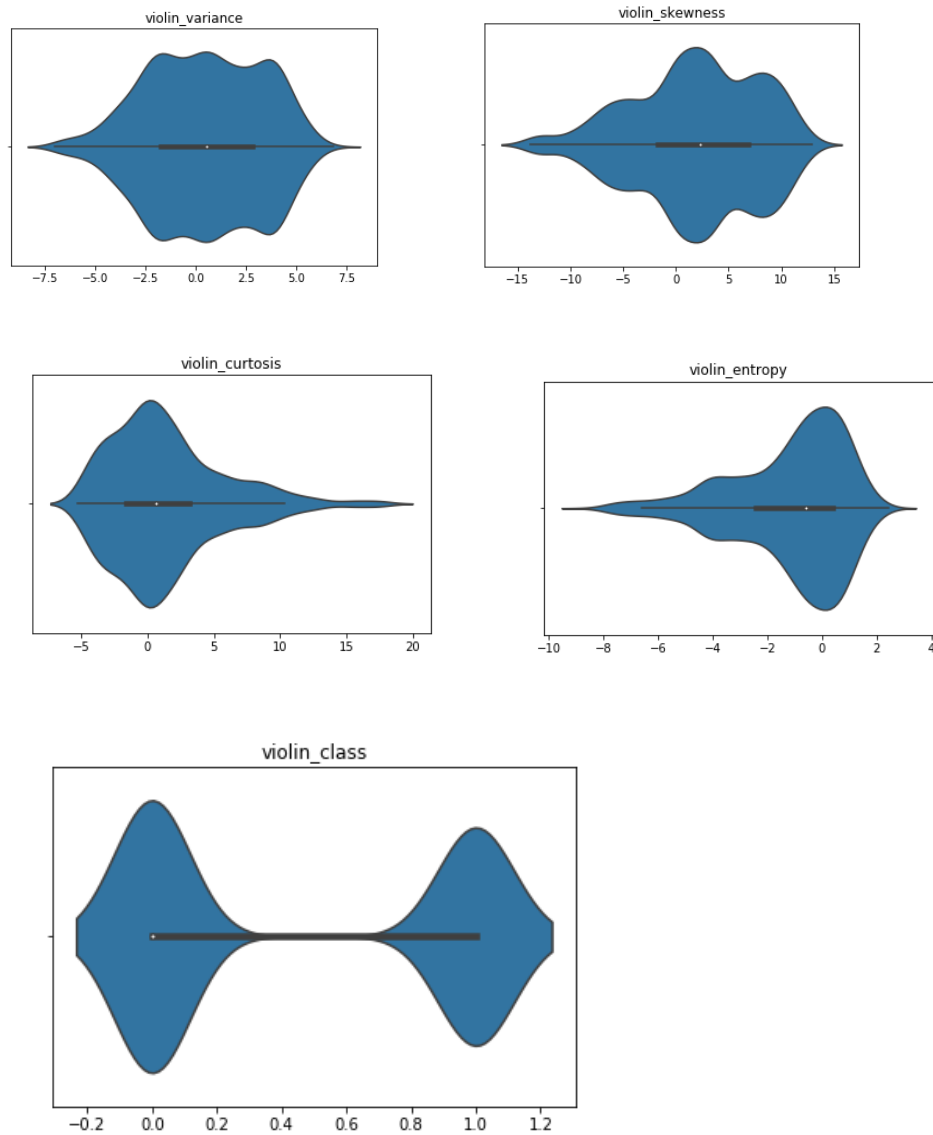 violin_variance
−7.5 −5.0 −2.5 0.0 2.5 5.0 7.5
violin_skewness
−15 −10 −5 0 5 10 15
violin_curtosis
−5 0 5 10 15 20
violin_entropy
−10 −8 −6 −4 −2 0 2 4
violin_class
−0.2 0.0 0.2 0.4 0.6 0.8 1.0 1.2